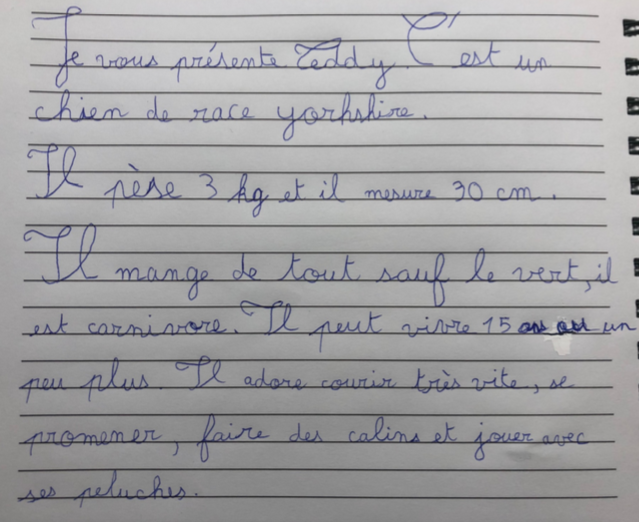 Je vous présente Teddy. C'est un
chien de race yorkshire.
Il pèse 3 kg et il mesure 30 cm.
Il mange de tout sauf le vert, il
est carnivore. Il peut vivre 15 ans ou un
peu plus. Il adore courir très vite, se
promener, faire des calins et jouer avec
ses peluches.